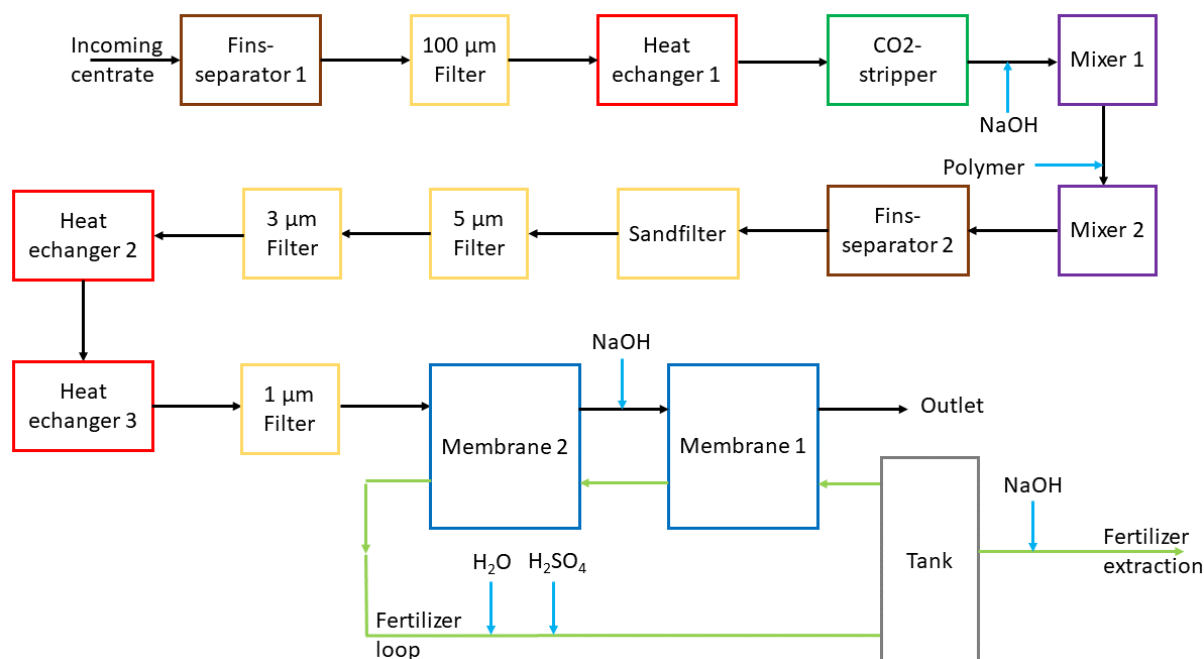 Incoming
centrate
Fins-
separator 1
100 μm
Filter
Heat
echanger 1
CO2-
stripper
Mixer 1
NaOH
Polymer
Heat
echanger 2
3 μm
Filter
5 μm
Filter
Sandfilter
Fins-
separator 2
Mixer 2
NaOH
Heat
echanger 3
1 μm
Filter
Membrane 2
Membrane 1
Outlet
NaOH
Tank
Fertilizer
extraction
H₂O
H₂SO₄
Fertilizer
loop